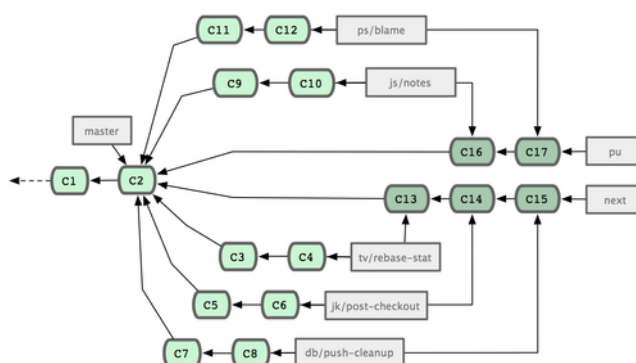 C11 C12 ps/blame
C9 C10 js/notes
master
C16 C17 pu
C1 C2
C13 C14 C15 next
C3 C4 tv/rebase-stat
C5 C6 jk/post-checkout
C7 C8 db/push-cleanup